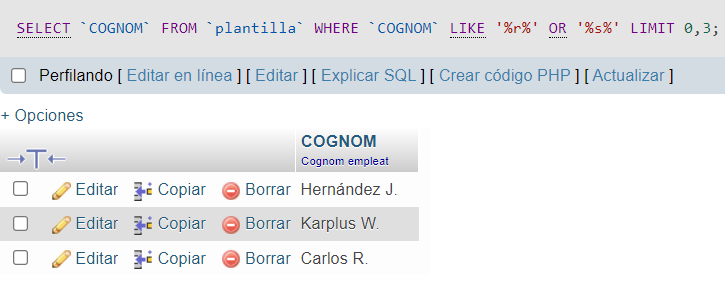 SELECT `COGNOM` FROM `plantilla` WHERE `COGNOM` LIKE '%r%' OR '%s%' LIMIT 0,3;
Perfilando [ Editar en línea ] [ Editar ] [ Explicar SQL ] [ Crear código PHP ] [ Actualizar ]
+ Opciones
COGNOM
Cognom empleat
Editar Copiar Borrar Hernández J.
Editar Copiar Borrar Karplus W.
Editar Copiar Borrar Carlos R.